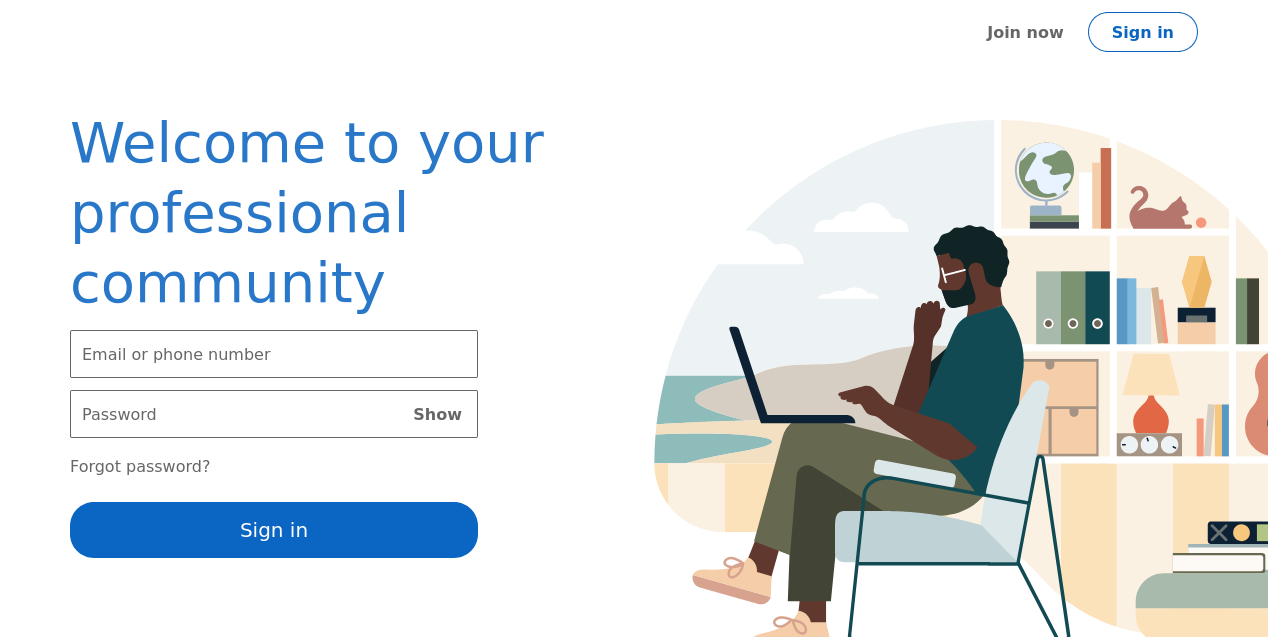 Join now
Sign in
Welcome to your
professional
community
Email or phone number
Password
Show
Forgot password?
Sign in